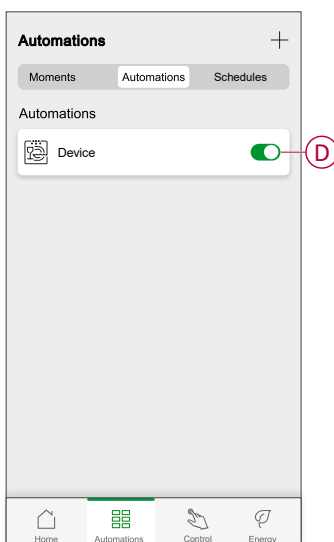 Automations
Moments Automations Schedules
Automations
Device
D
Home Automations Control Energy